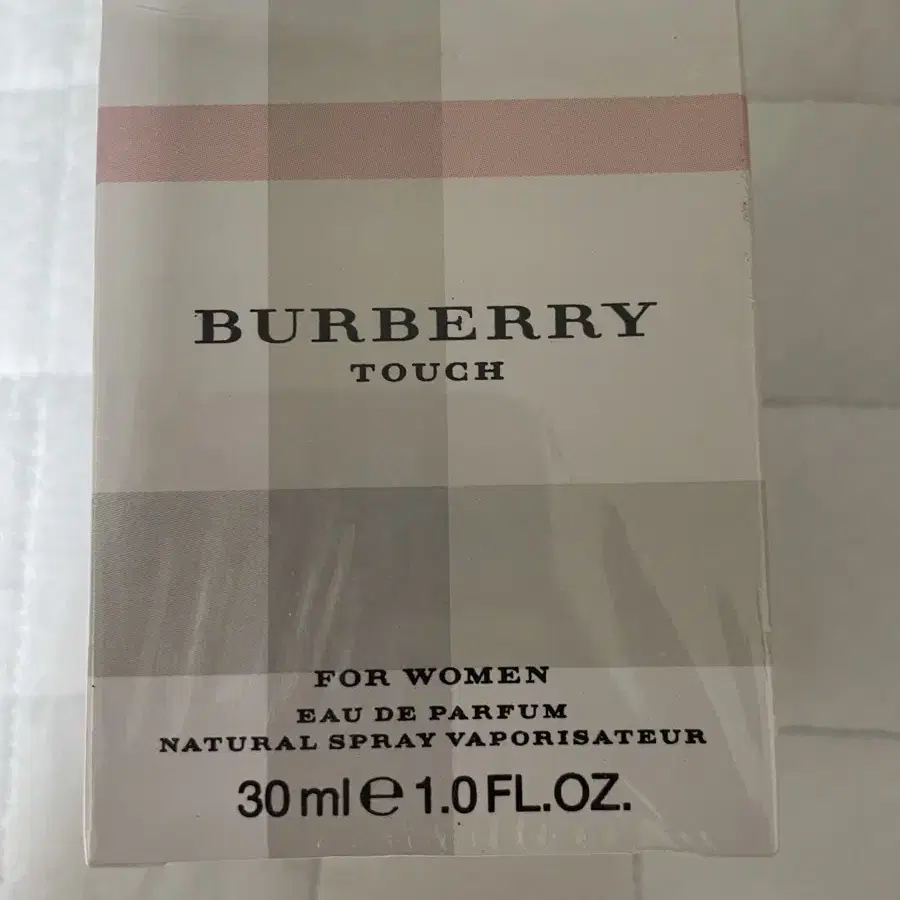 BURBERRY
TOUCH
FOR WOMEN
EAU DE PARFUM
NATURAL SPRAY VAPORISATEUR
30 ml e 1.0 FL.OZ.